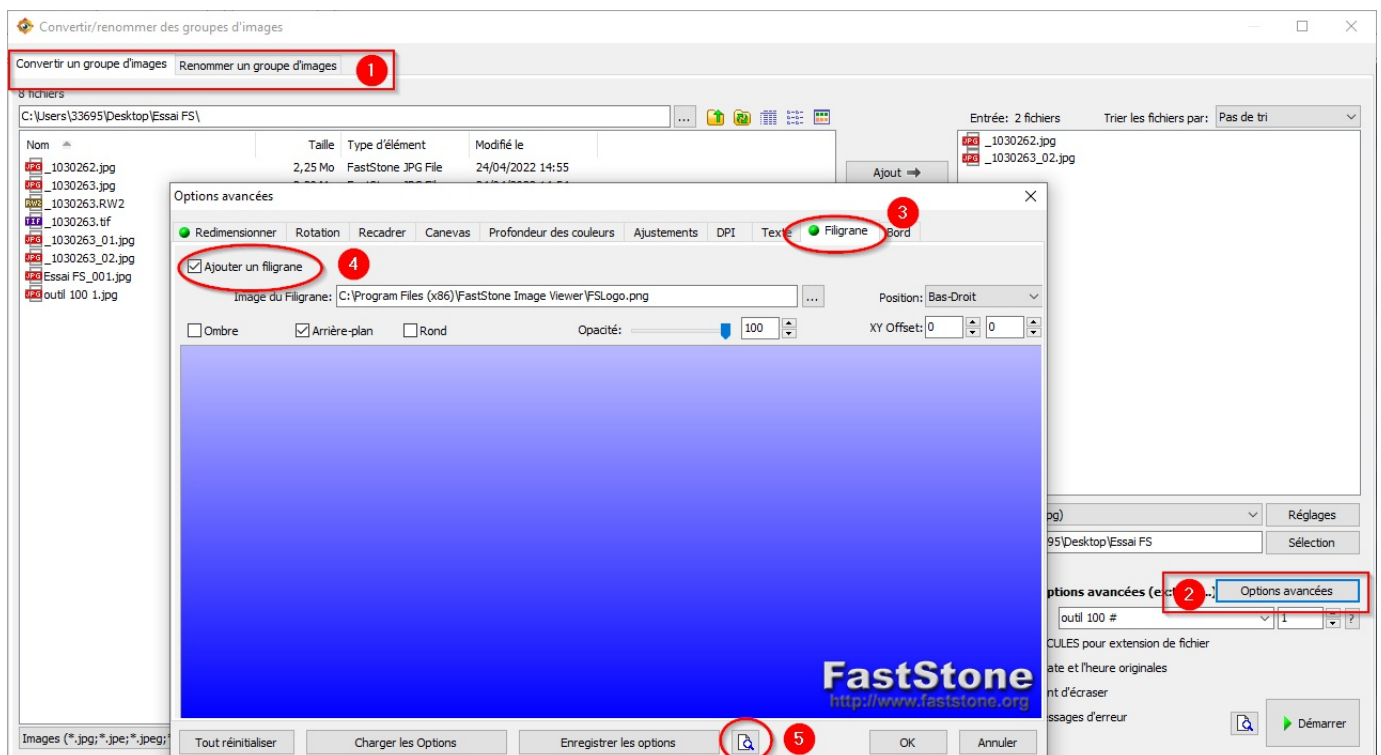 Convertir/renommer des groupes d'images
Convertir un groupe d'images Renommer un groupe d'images 1
8 fichiers
C:\Users\33695\Desktop\Essai FS\ ... Entrée: 2 fichiers Trier les fichiers par: Pas de tri
Nom Taille Type d'élément Modifié le
_1030262.jpg 2,25 Mo FastStone JPG File 24/04/2022 14:55
_1030263.jpg
_1030263.RW2
_1030263.tif
_1030263_01.jpg
_1030263_02.jpg
Essai FS_001.jpg
outil 100 1.jpg
Ajout
_1030262.jpg
_1030263_02.jpg
Options avancées
3
Redimensionner Rotation Recadrer Canevas Profondeur des couleurs Ajustements DPI Texte Filigrane Bord
Ajouter un filigrane 4
Image du Filigrane: C:\Program Files (x86)\FastStone Image Viewer\FSLogo.png ... Position: Bas-Droit
Ombre Arrière-plan Rond Opacité: 100 XY Offset: 0 0
FastStone
http://www.faststone.org
Tout réinitialiser Charger les Options Enregistrer les options 5 OK Annuler
pg) Réglages
95\Desktop\Essai FS Sélection
ptions avancées 2 ..) Options avancées
outil 100 # 1 ?
CULES pour extension de fichier
ate et l'heure originales
nt d'écraser
ssages d'erreur
Démarrer
Images (*.jpg;*.jpe;*.jpeg;